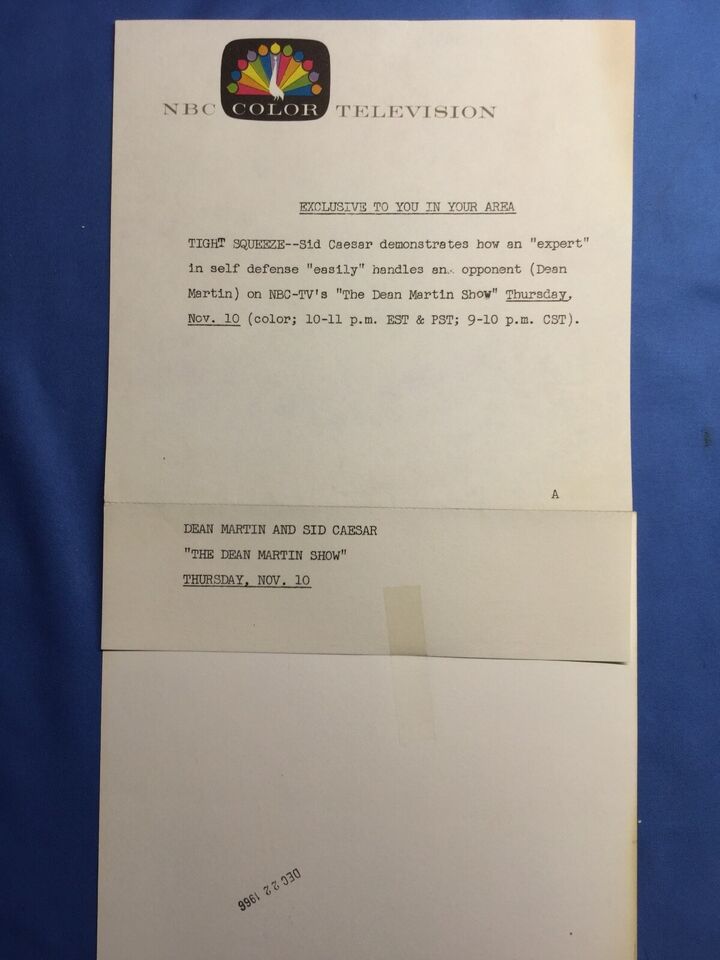 NBC COLOR TELEVISION
EXCLUSIVE TO YOU IN YOUR AREA
TIGHT SQUEEZE--Sid Caesar demonstrates how an "expert"
in self defense "easily" handles an opponent (Dean
Martin) on NBC-TV's "The Dean Martin Show" Thursday,
Nov. 10 (color; 10-11 p.m. EST & PST; 9-10 p.m. CST).
A
DEAN MARTIN AND SID CAESAR
"THE DEAN MARTIN SHOW"
THURSDAY, NOV. 10
DEC 22 1966